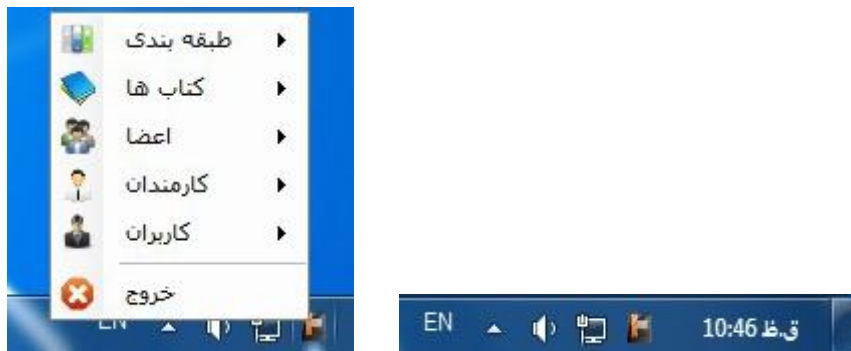 طبقه بندی
کتاب ها
اعضا
کارمندان
کاربران
خروج
EN
EN
10:46 ق.ظ